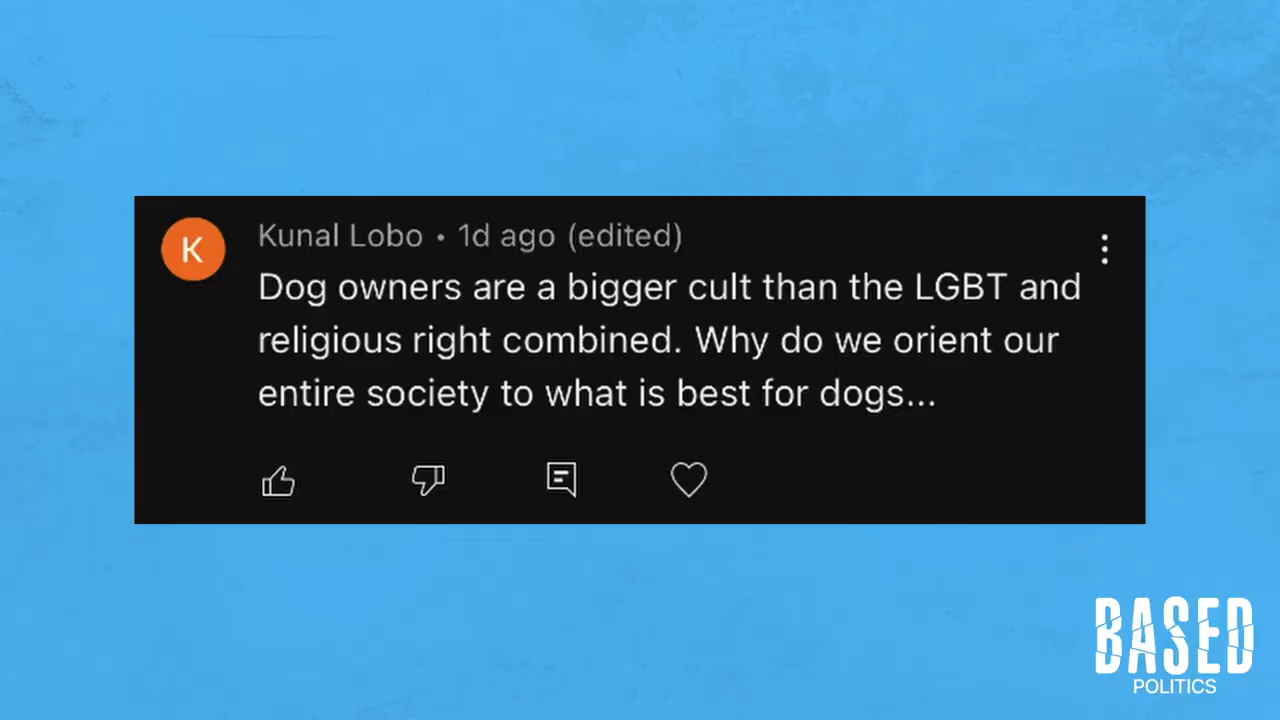 K
Kunal Lobo • 1d ago (edited)
Dog owners are a bigger cult than the LGBT and
religious right combined. Why do we orient our
entire society to what is best for dogs...
BASED
POLITICS